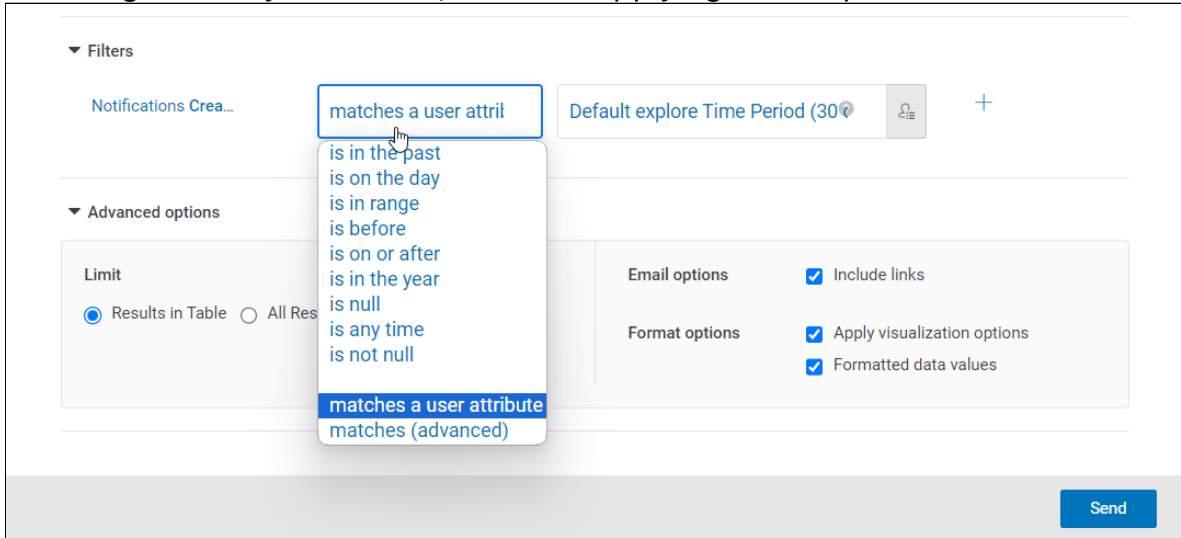 Filters
Notifications Crea...
matches a user attril
Default explore Time Period (30
is in the past
is on the day
is in range
is before
is on or after
is in the year
is null
is any time
is not null
matches a user attribute
matches (advanced)
Advanced options
Limit
Results in Table
All Res
Email options
Include links
Format options
Apply visualization options
Formatted data values
Send